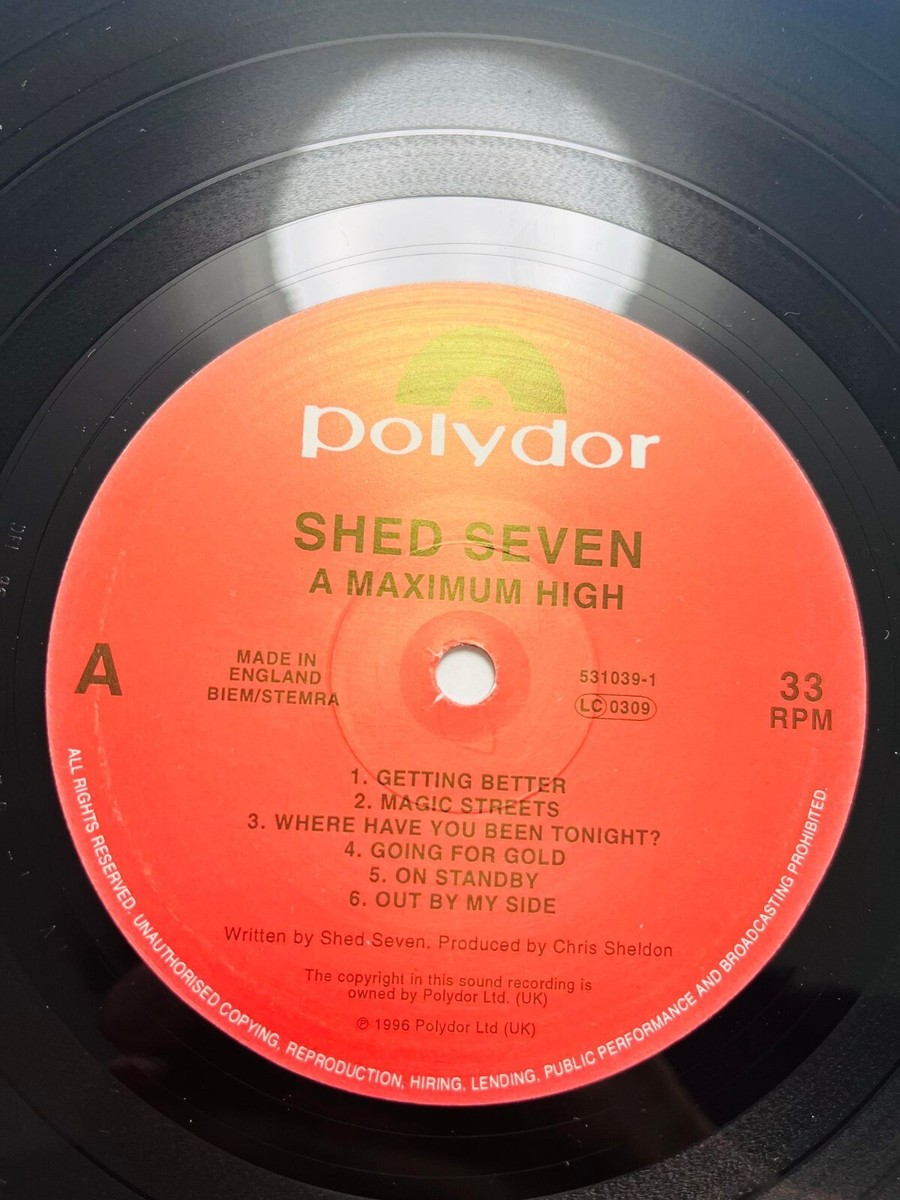 polydor
SHED SEVEN
A MAXIMUM HIGH
A
MADE IN
ENGLAND
BIEM/STEMRA
531039-1
LC 0309
33
RPM
1. GETTING BETTER
2. MAGIC STREETS
3. WHERE HAVE YOU BEEN TONIGHT?
4. GOING FOR GOLD
5. ON STANDBY
6. OUT BY MY SIDE
Written by Shed Seven. Produced by Chris Sheldon
The copyright in this sound recording is
owned by Polydor Ltd. (UK)
℗ 1996 Polydor Ltd (UK)
ALL RIGHTS RESERVED. UNAUTHORISED COPYING, REPRODUCTION, HIRING, LENDING, PUBLIC PERFORMANCE AND BROADCASTING PROHIBITED.